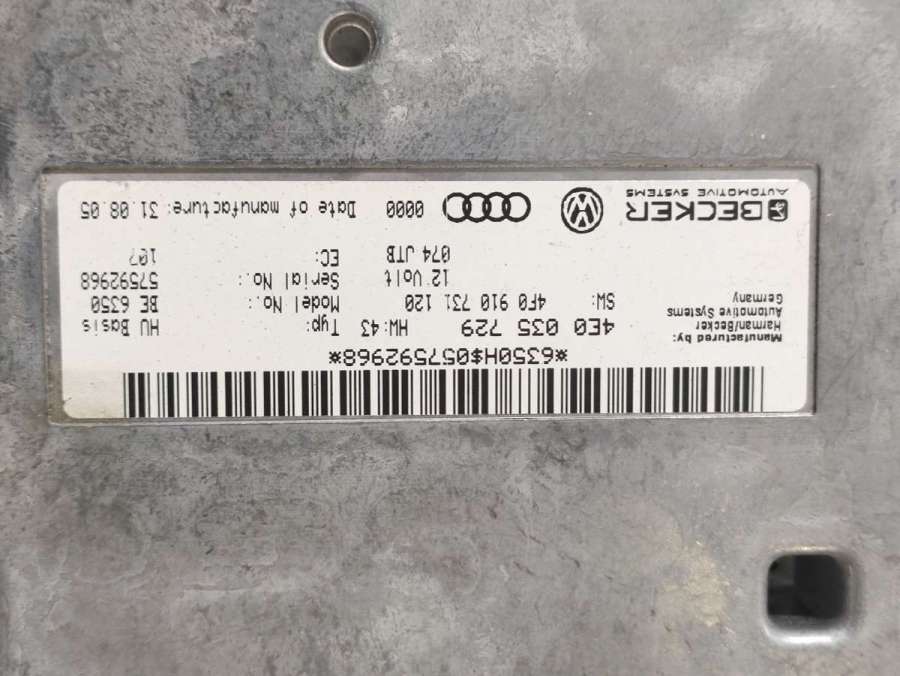 *6350H$057592968*
Manufactured by:
Harman/Becker
Automotive Systems
Germany
4E0 035 729 HW: 43 Typ: HU Basis
SW: 4F0 910 731 120 Model No.: BE 6350
12 Volt Serial No.: 57592968
074 JTB EC: 107
BECKER
AUTOMOTIVE SYSTEMS
0000 Date of manufacture: 31.08.05